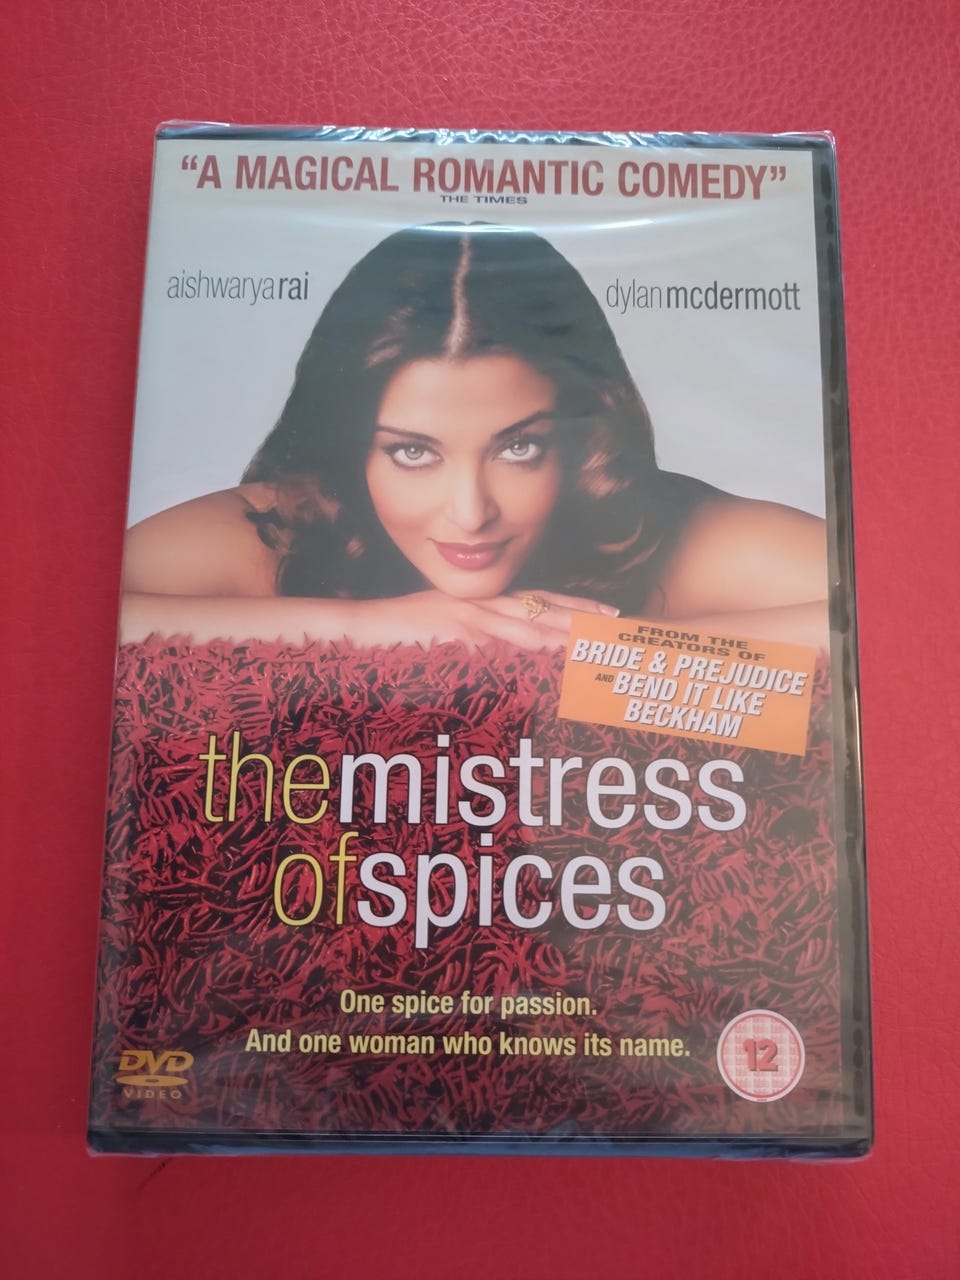 “A MAGICAL ROMANTIC COMEDY”
THE TIMES
aishwaryarai
dylanmcdermott
FROM THE
CREATORS OF
BRIDE & PREJUDICE
AND BEND IT LIKE
BECKHAM
themistress
ofspices
One spice for passion.
And one woman who knows its name.
DVD
VIDEO
12